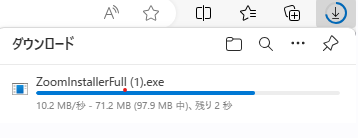 A))
ダウンロード
ZoomInstallerFull (1).exe
10.2 MB/秒 - 71.2 MB (97.9 MB 中)、残り 2 秒